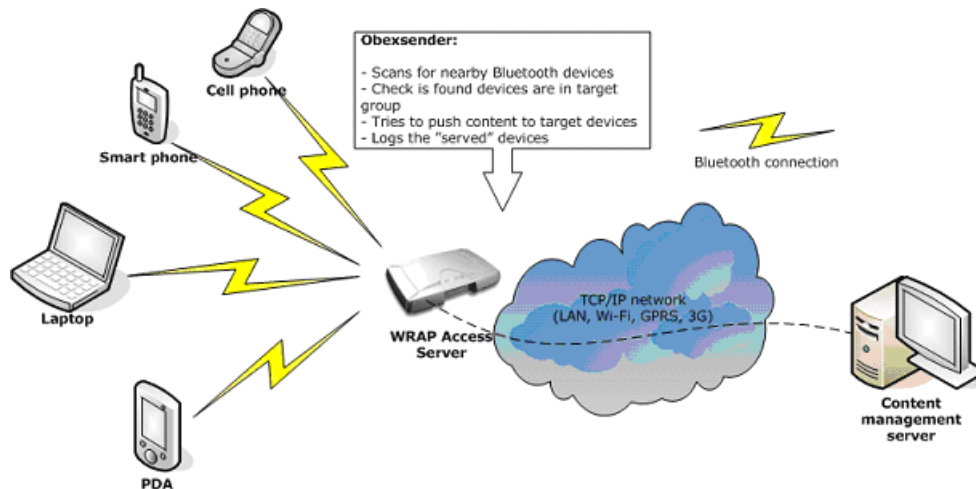 Obexsender:
- Scans for nearby Bluetooth devices
- Check is found devices are in target
group
- Tries to push content to target devices
- Logs the "served" devices
Cell phone
Smart phone
Bluetooth connection
Laptop
TCP/IP network
(LAN, Wi-Fi, GPRS, 3G)
WRAP Access
Server
Content
management
server
PDA